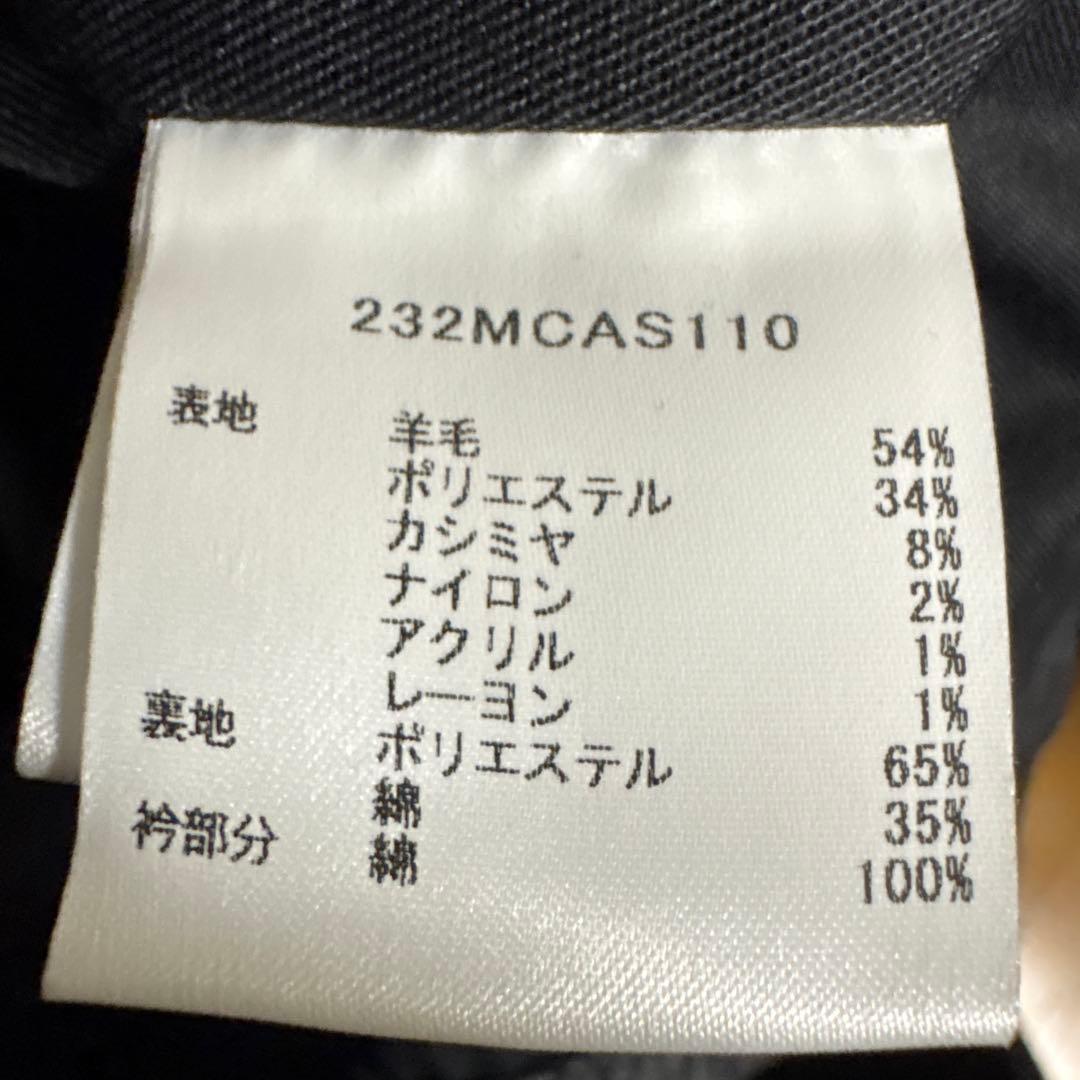 232MCAS110
表地 羊毛 54%
ポリエステル 34%
カシミヤ 8%
ナイロン 2%
アクリル 1%
レーヨン 1%
裏地 ポリエステル 65%
綿 35%
衿部分 綿 100%